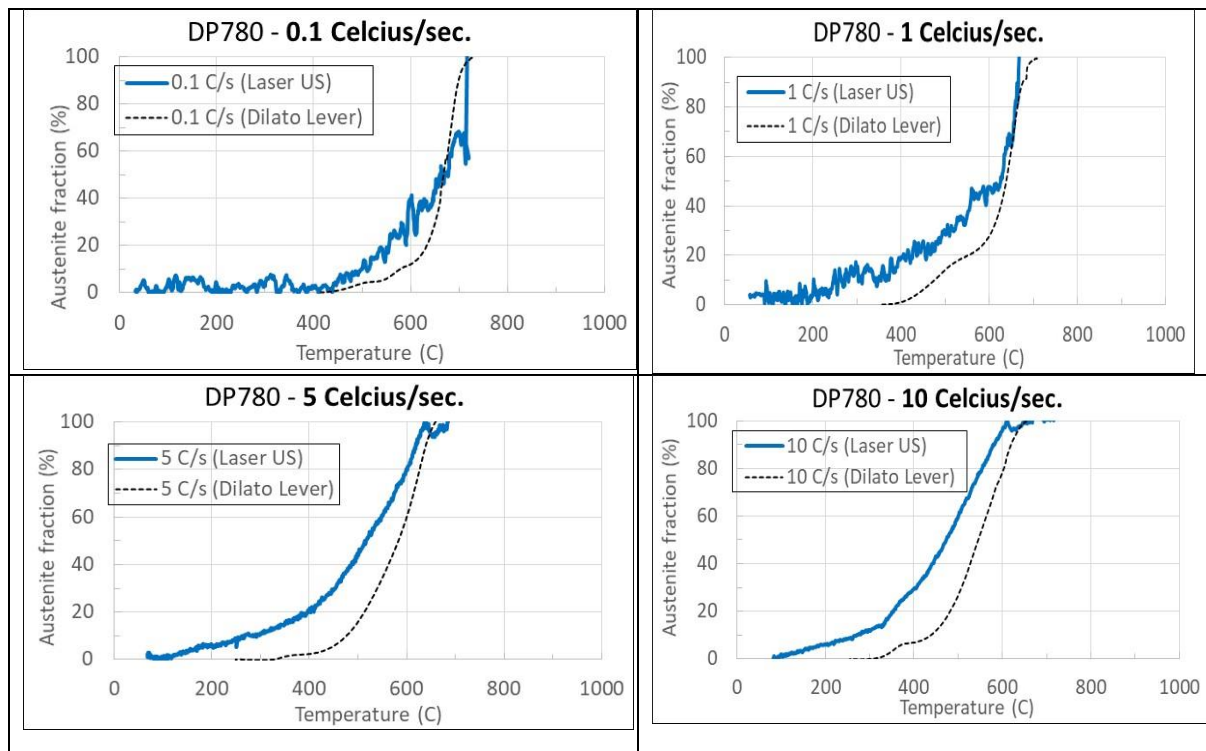 DP780 - 0.1 Celcius/sec.
Austenite fraction (%)
100
80
60
40
20
0
0.1 C/s (Laser US)
0.1 C/s (Dilato Lever)
0 200 400 600 800 1000
Temperature (C)
DP780 - 1 Celcius/sec.
Austenite fraction (%)
100
80
60
40
20
0
1 C/s (Laser US)
1 C/s (Dilato Lever)
0 200 400 600 800 1000
Temperature (C)
DP780 - 5 Celcius/sec.
Austenite fraction (%)
100
80
60
40
20
0
5 C/s (Laser US)
5 C/s (Dilato Lever)
0 200 400 600 800 1000
Temperature (C)
DP780 - 10 Celcius/sec.
Austenite fraction (%)
100
80
60
40
20
0
10 C/s (Laser US)
10 C/s (Dilato Lever)
0 200 400 600 800 1000
Temperature (C)